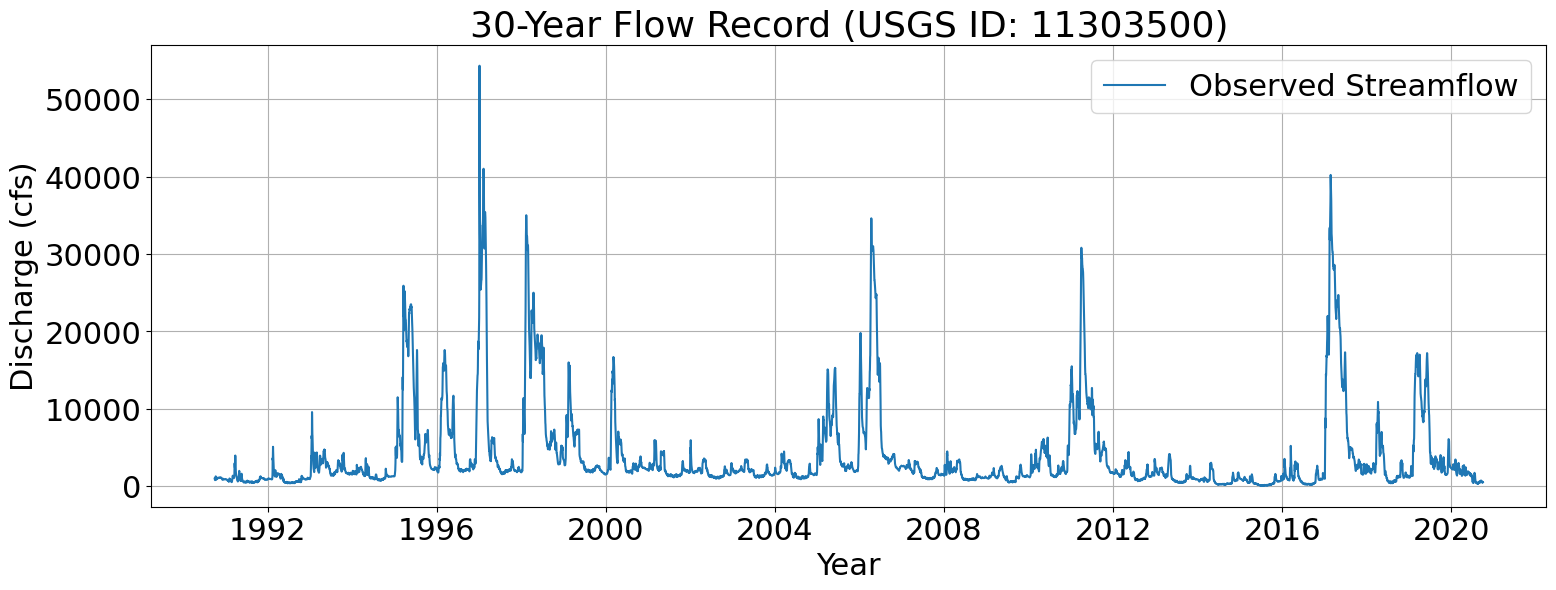 30-Year Flow Record (USGS ID: 11303500)
Observed Streamflow
Discharge (cfs)
50000
40000
30000
20000
10000
0
1992 1996 2000 2004 2008 2012 2016 2020
Year